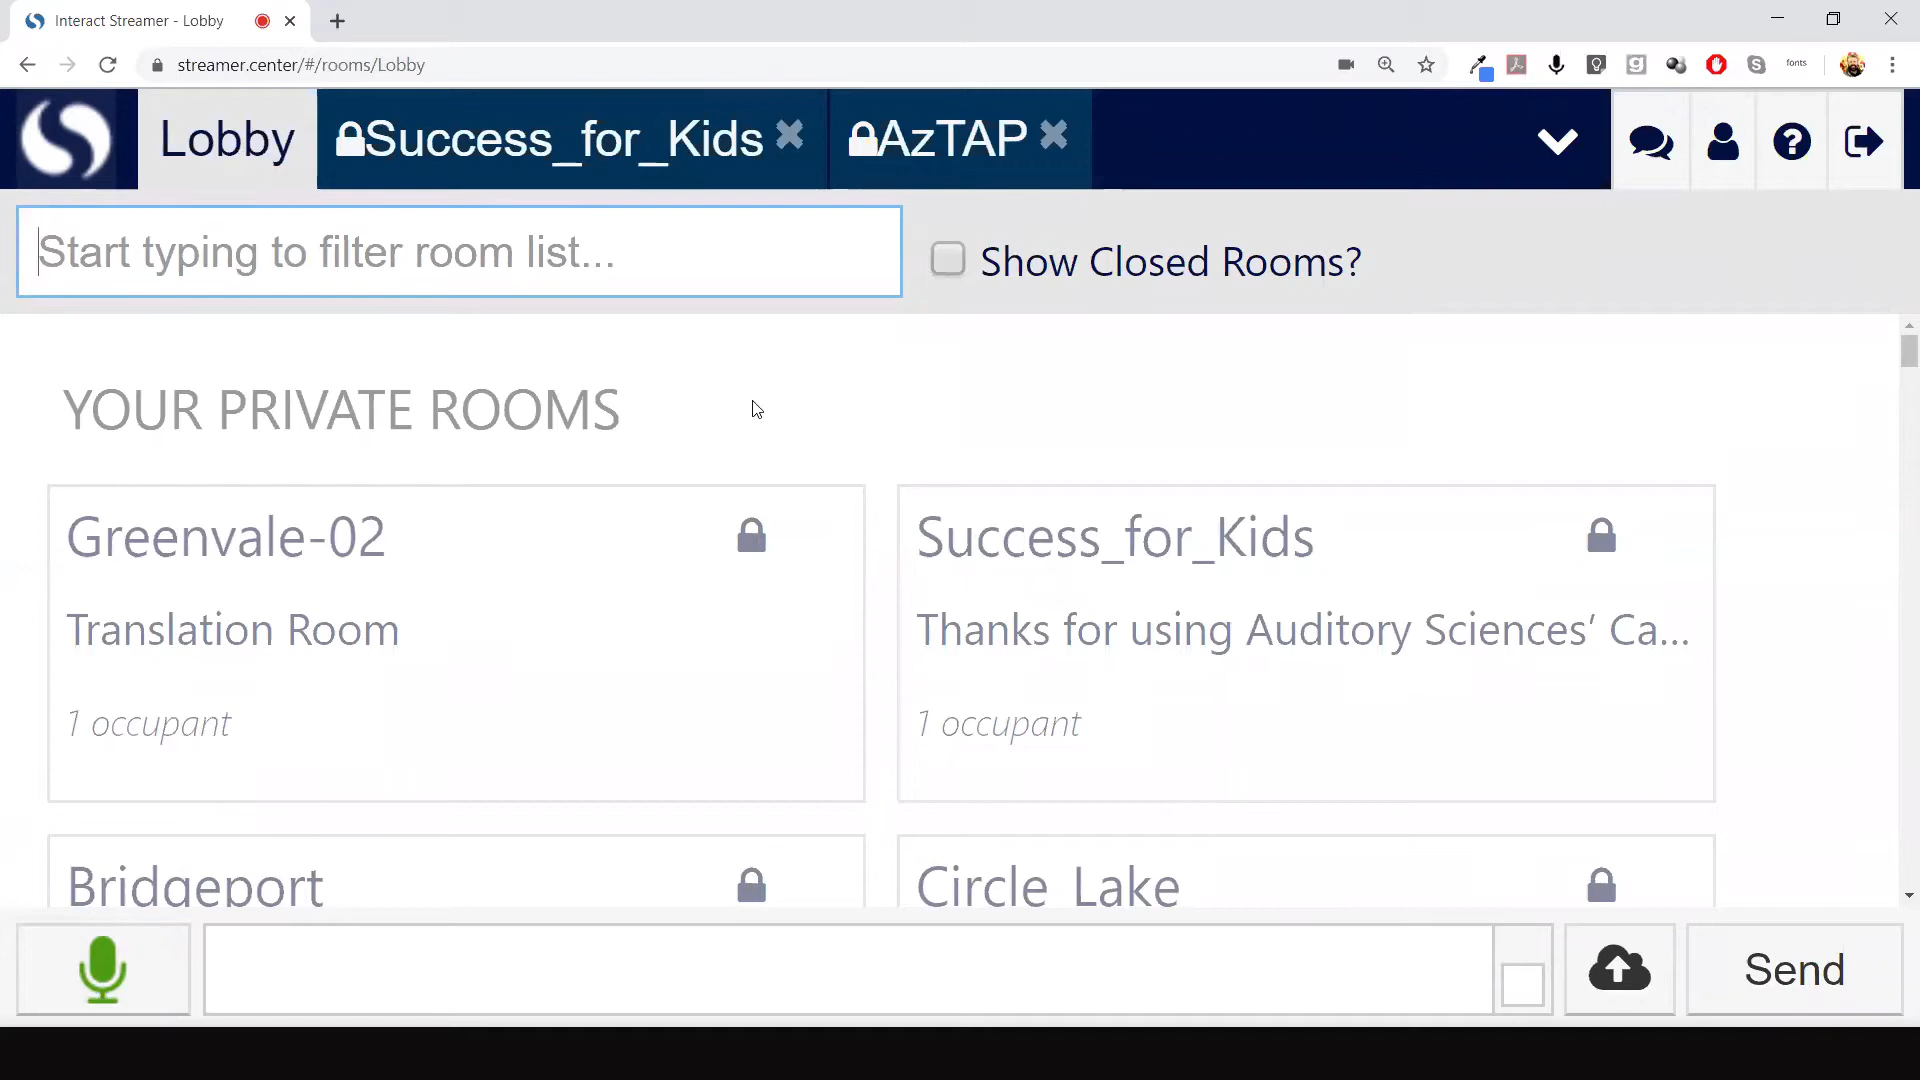 Interact Streamer - Lobby
streamer.center/#/rooms/Lobby
fonts
Lobby
Success_for_Kids
AzTAP
Start typing to filter room list...
Show Closed Rooms?
YOUR PRIVATE ROOMS
Greenvale-02
Translation Room
1 occupant
Success_for_Kids
Thanks for using Auditory Sciences’ Ca...
1 occupant
Bridgeport
Circle_Lake
Send